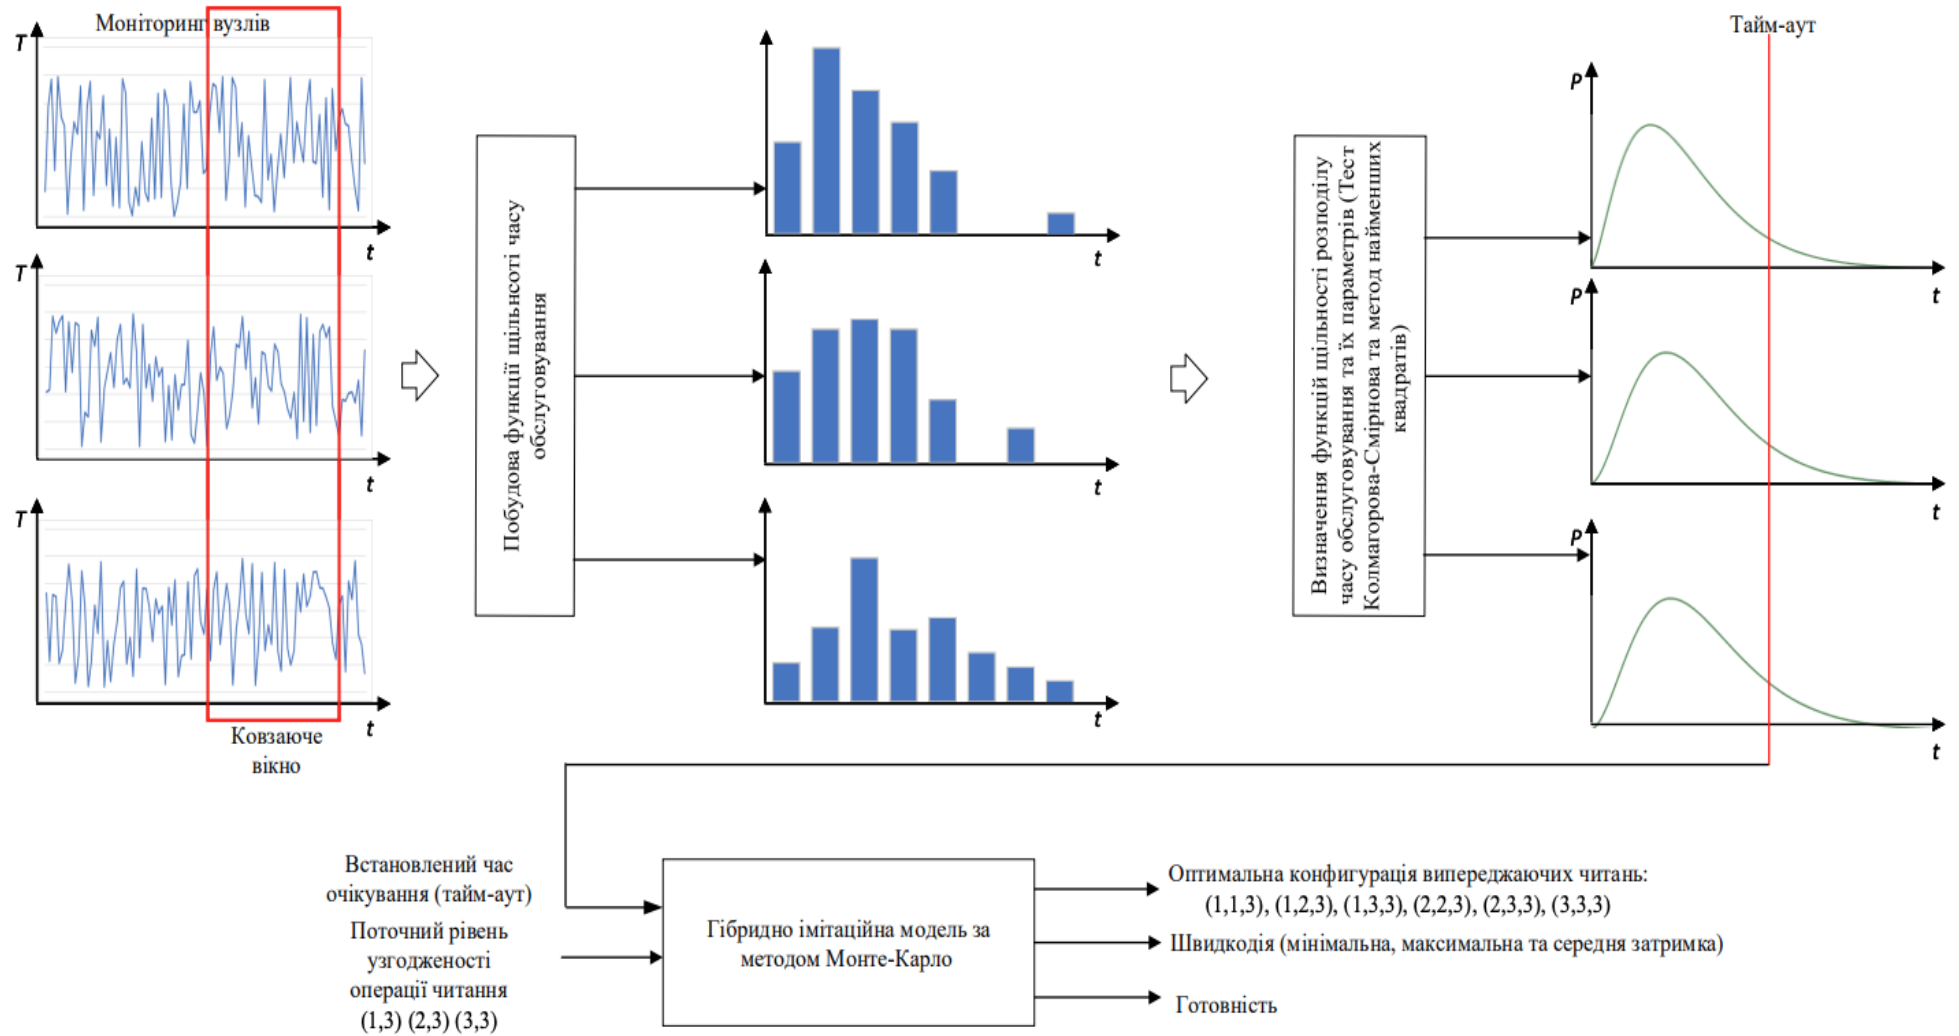 Моніторинг вузлів
T
t
T
t
T
t
Ковзаюче
вікно
Побудова функції щільнсоті часу
обслуговування
t
t
t
Визначення функцій щільності розподілу
часу обслуговування та їх параметрів (Тест
Колмагорова-Смірнова та метод найменших
квадратів)
Тайм-аут
P
t
P
t
P
t
Встановлений час
очікування (тайм-аут)
Поточний рівень
узгодженості
операції читання
(1,3) (2,3) (3,3)
Гібридно імітаційна модель за
методом Монте-Карло
Оптимальна конфигурація випереджаючих читань:
(1,1,3), (1,2,3), (1,3,3), (2,2,3), (2,3,3), (3,3,3)
Швидкодія (мінімальна, максимальна та середня затримка)
Готовність